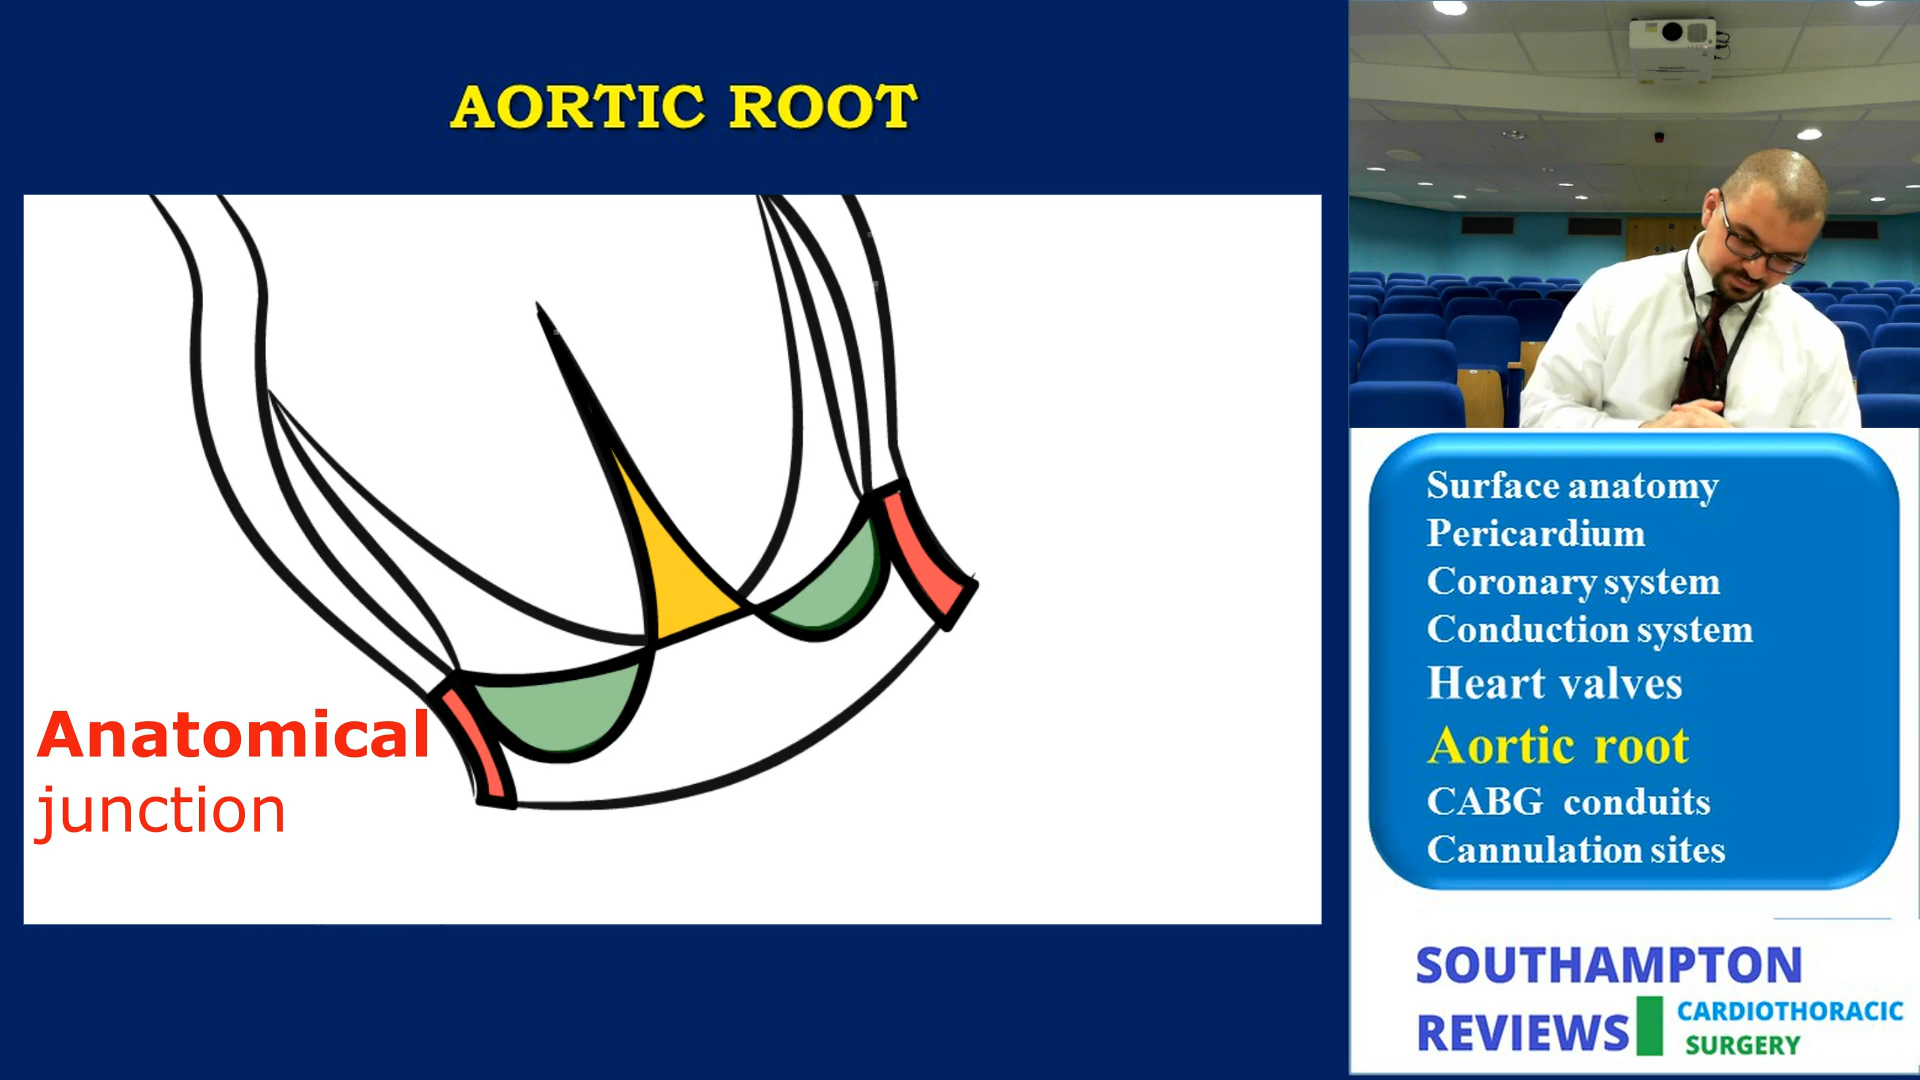 AORTIC ROOT
Anatomical
junction
Surface anatomy
Pericardium
Coronary system
Conduction system
Heart valves
Aortic root
CABG conduits
Cannulation sites
SOUTHAMPTON
REVIEWS
CARDIOTHORACIC
SURGERY